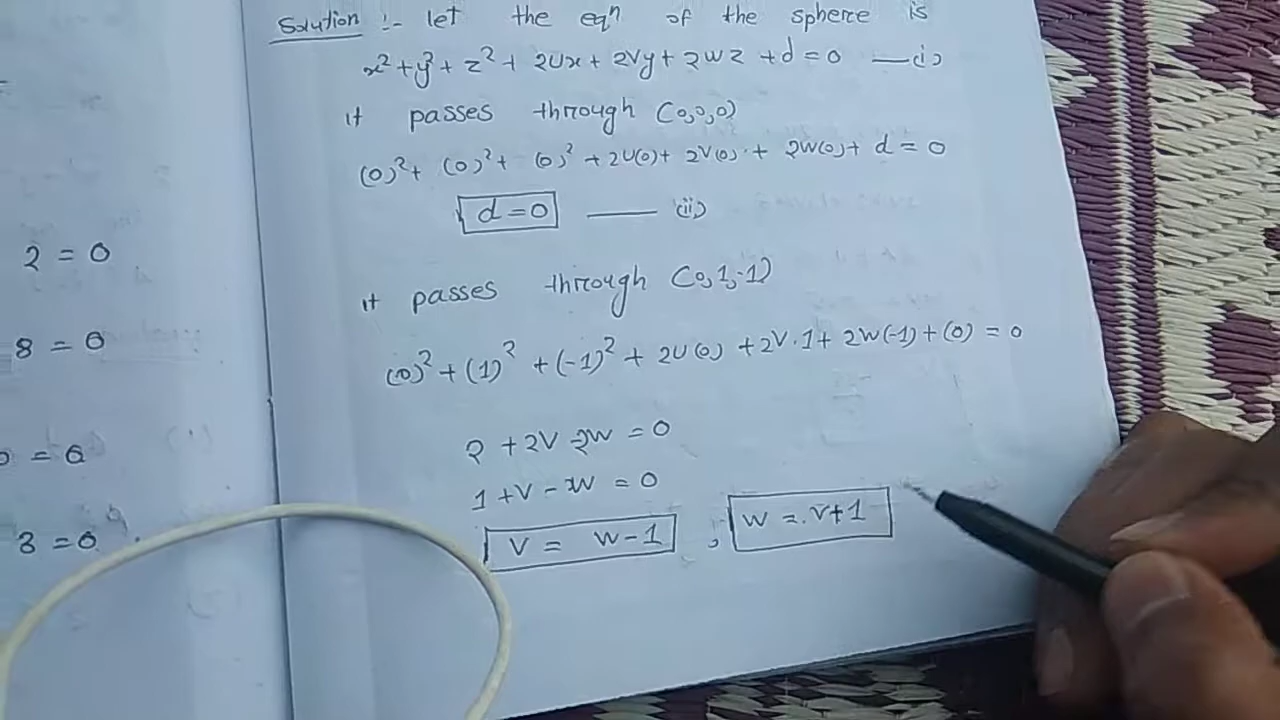 2 = 0
8 = 0
= 0
3 = 0
Solution :- let the eqⁿ of the sphere is
x² + y² + z² + 2Ux + 2Vy + 2WZ + d = 0 —(i)
it passes through (0,0,0)
(0)² + (0)² + (0)² + 2U(0) + 2V(0) + 2W(0) + d = 0
d = 0 —— (ii)
it passes through (0,1,-1)
(0)² + (1)² + (-1)² + 2U(0) + 2V·1 + 2W(-1) + (0) = 0
2 + 2V - 2W = 0
1 + V - W = 0
V = W - 1 , W = V + 1